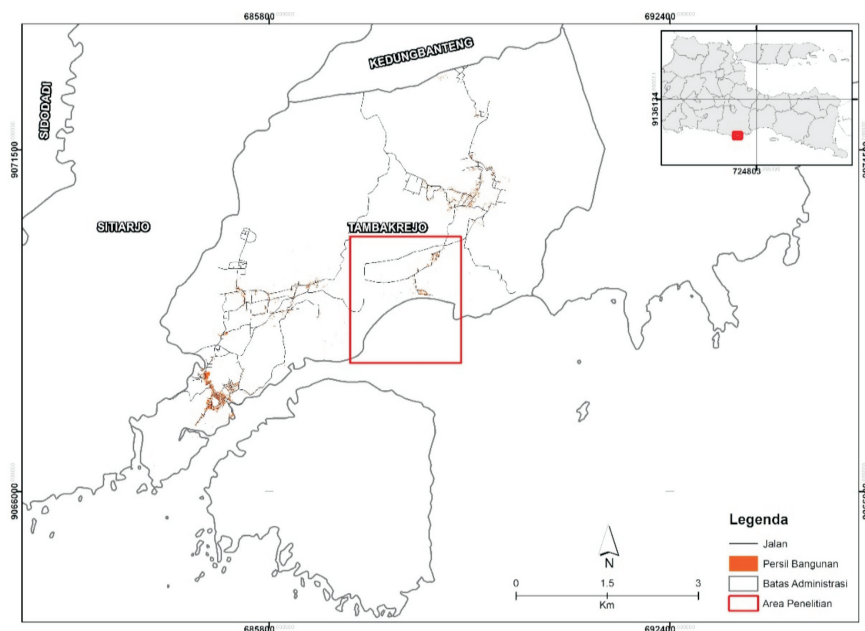 685800
692400
KEDUNGBANTENG
SIDODADI
9136134
724803
9071500
SITIARJO
TAMBAKREJO
9066000
Legenda
Jalan
Persil Bangunan
Batas Administrasi
Area Penelitian
N
0 1.5 3
Km
685800
692400